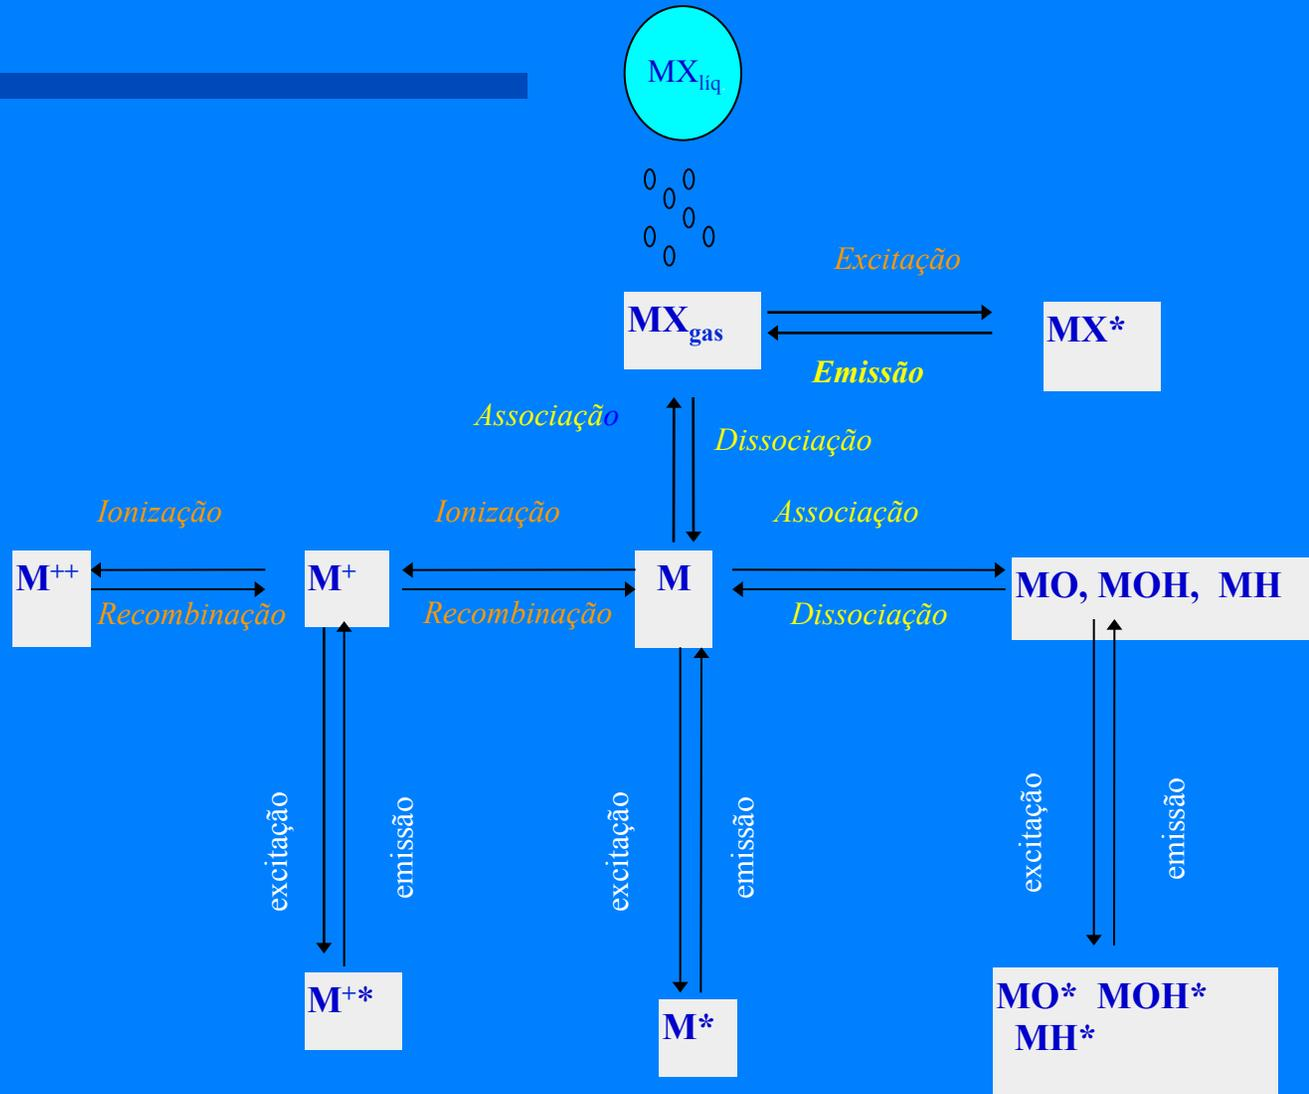 MXlíq
Excitação
MXgas
MX*
Emissão
Associação
Dissociação
Ionização
Ionização
Associação
M++
M+
M
MO, MOH, MH
Recombinação
Recombinação
Dissociação
excitação
emissão
excitação
emissão
excitação
emissão
M+*
M*
MO* MOH*
MH*